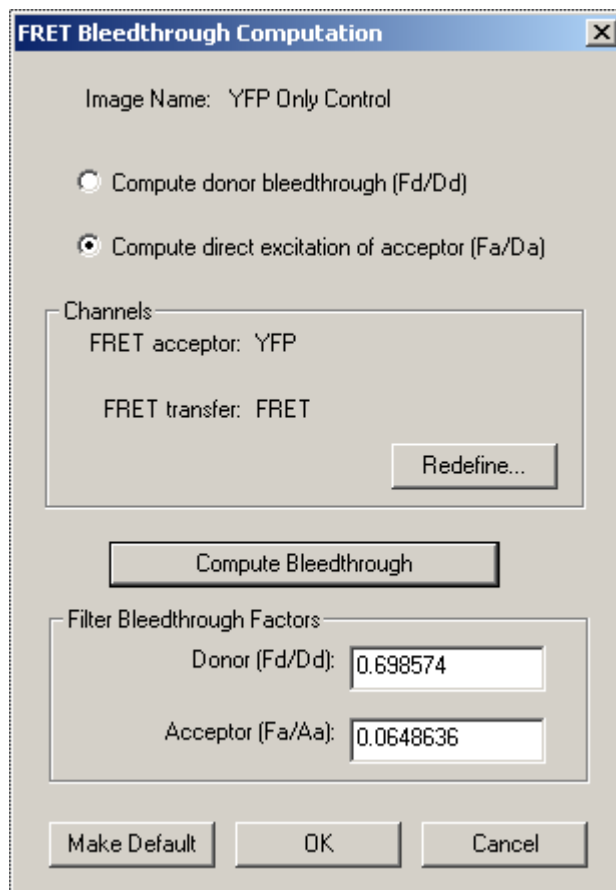 FRET Bleedthrough Computation
Image Name: YFP Only Control
Compute donor bleedthrough (Fd/Dd)
Compute direct excitation of acceptor (Fa/Da)
Channels
FRET acceptor: YFP
FRET transfer: FRET
Redefine...
Compute Bleedthrough
Filter Bleedthrough Factors
Donor (Fd/Dd): 0.698574
Acceptor (Fa/Aa): 0.0648636
Make Default OK Cancel